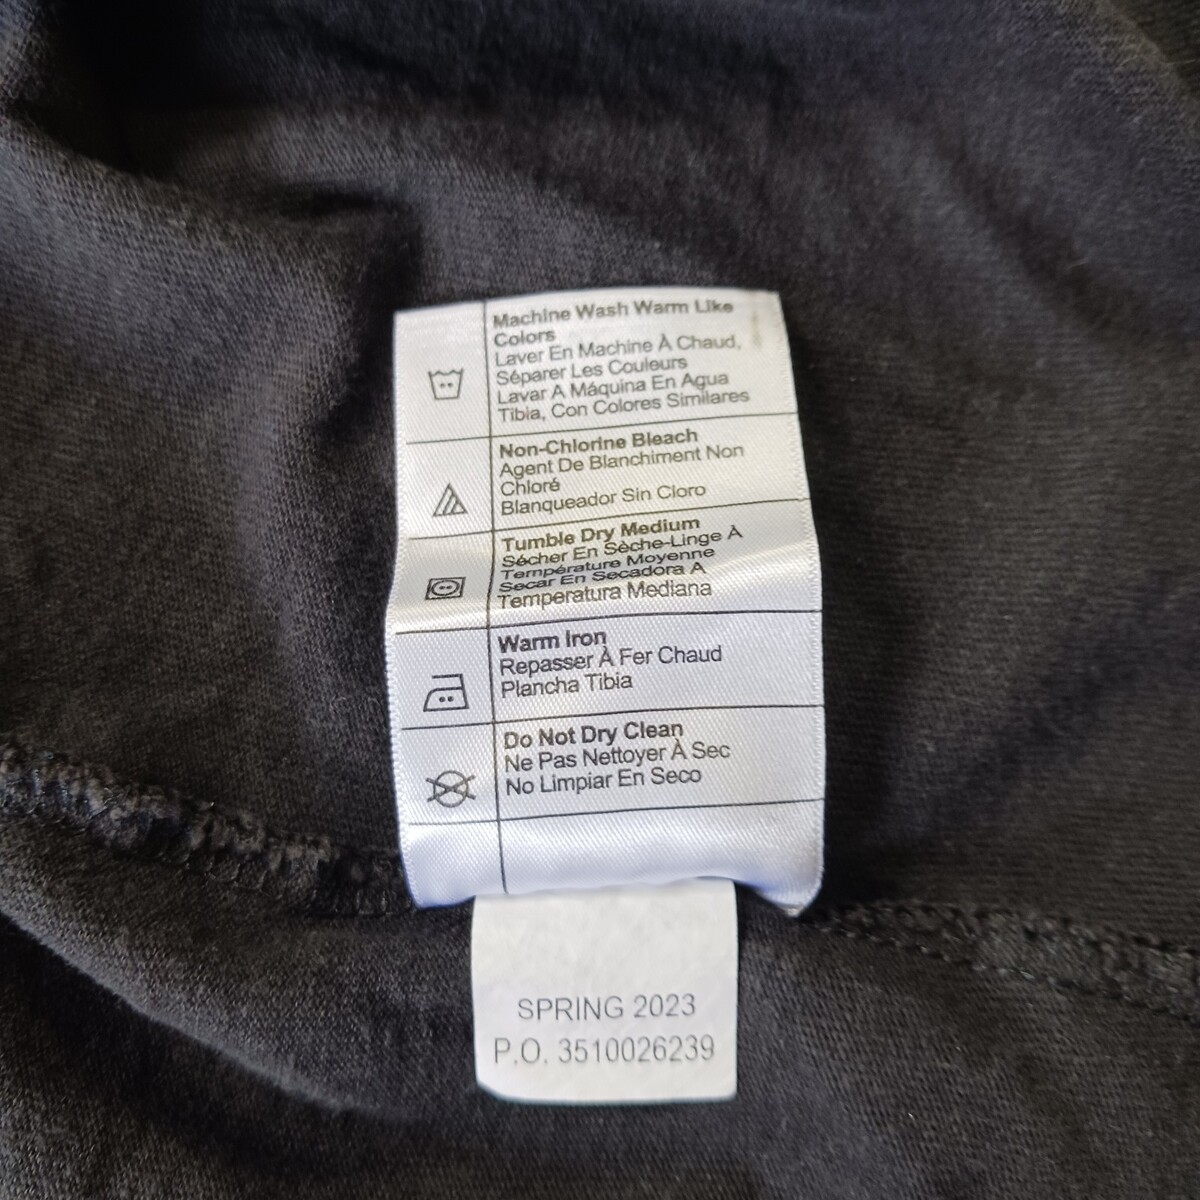 Machine Wash Warm Like
Colors
Laver En Machine À Chaud,
Séparer Les Couleurs
Lavar A Máquina En Agua
Tibia, Con Colores Similares
Non-Chlorine Bleach
Agent De Blanchiment Non
Chloré
Blanqueador Sin Cloro
Tumble Dry Medium
Sécher En Sèche-Linge À
Température Moyenne
Secar En Secadora A
Temperatura Mediana
Warm Iron
Repasser À Fer Chaud
Plancha Tibia
Do Not Dry Clean
Ne Pas Nettoyer À Sec
No Limpiar En Seco
SPRING 2023
P.O. 3510026239